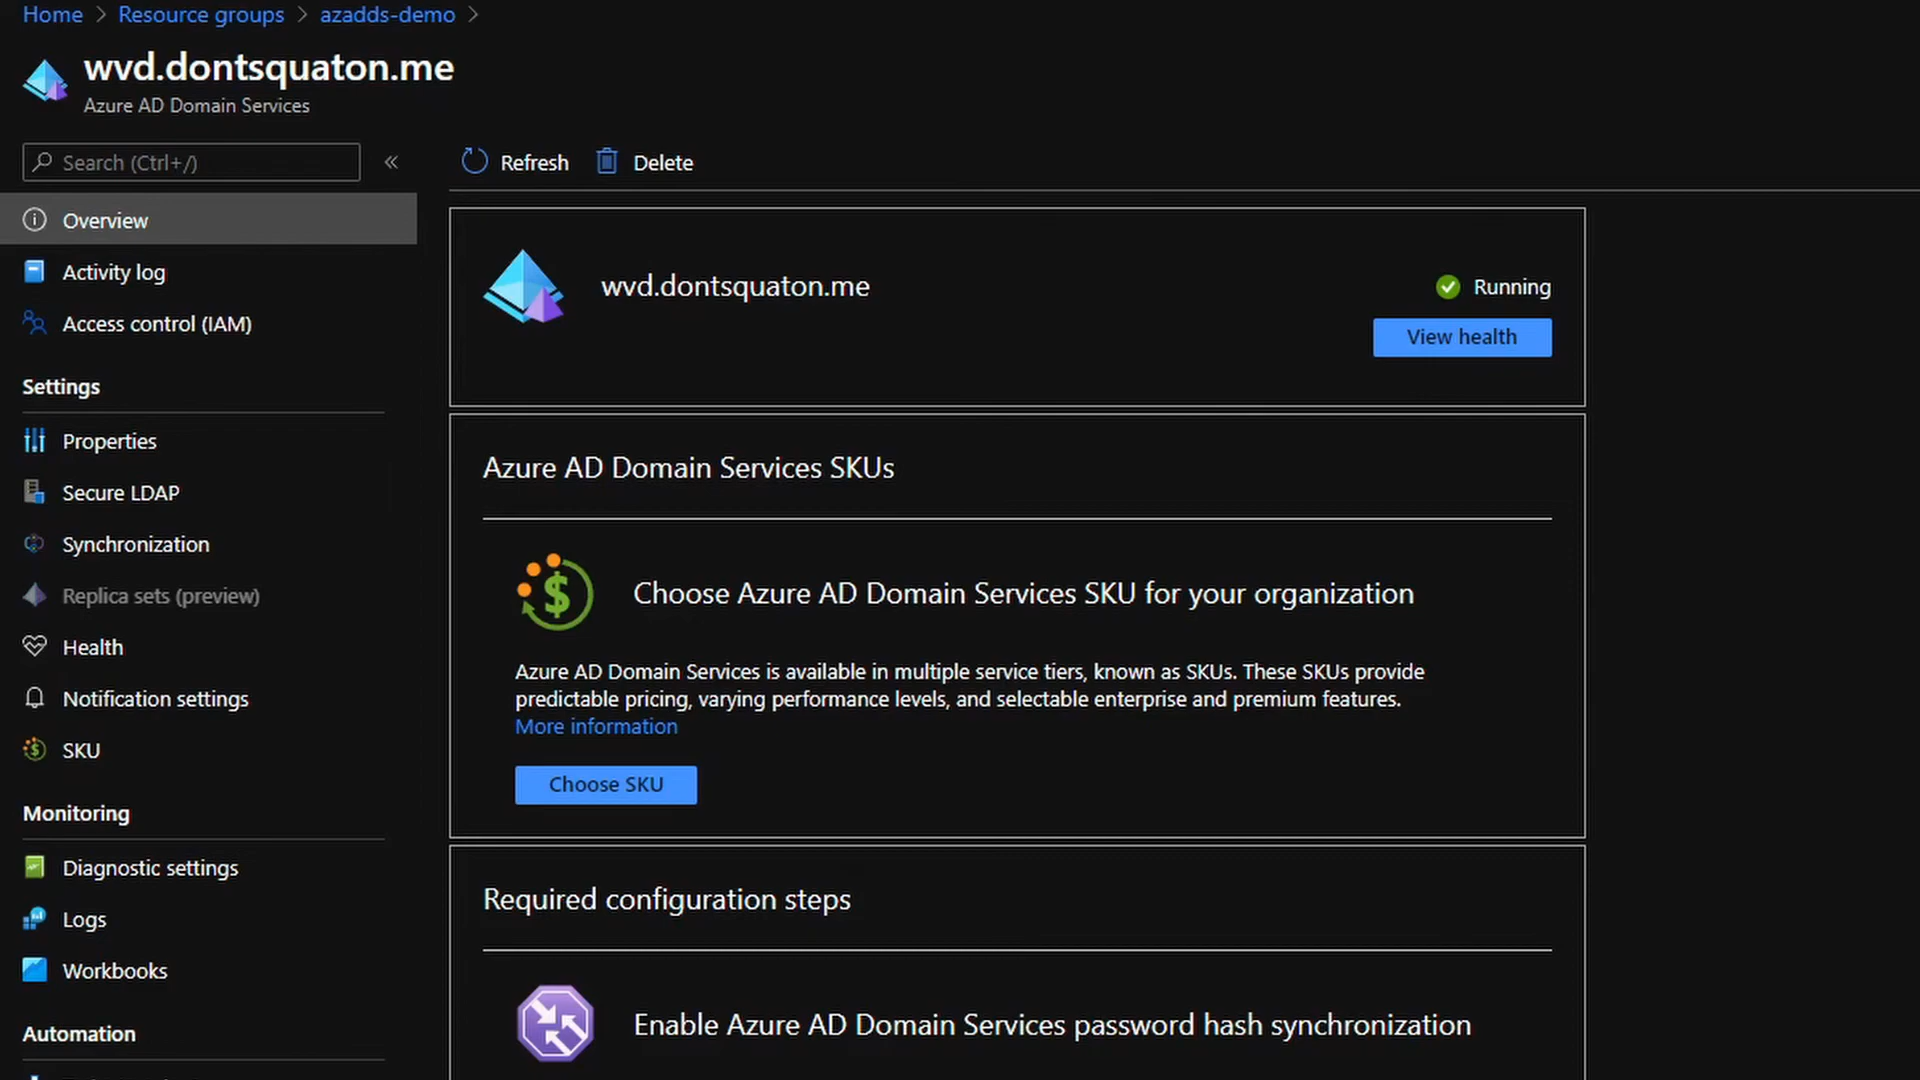 Home > Resource groups > azadds-demo >
wvd.dontsquaton.me
Azure AD Domain Services
Search (Ctrl+/)
«
Refresh
Delete
Overview
Activity log
Access control (IAM)
Settings
Properties
Secure LDAP
Synchronization
Replica sets (preview)
Health
Notification settings
SKU
Monitoring
Diagnostic settings
Logs
Workbooks
Automation
wvd.dontsquaton.me
Running
View health
Azure AD Domain Services SKUs
Choose Azure AD Domain Services SKU for your organization
Azure AD Domain Services is available in multiple service tiers, known as SKUs. These SKUs provide
predictable pricing, varying performance levels, and selectable enterprise and premium features.
More information
Choose SKU
Required configuration steps
Enable Azure AD Domain Services password hash synchronization